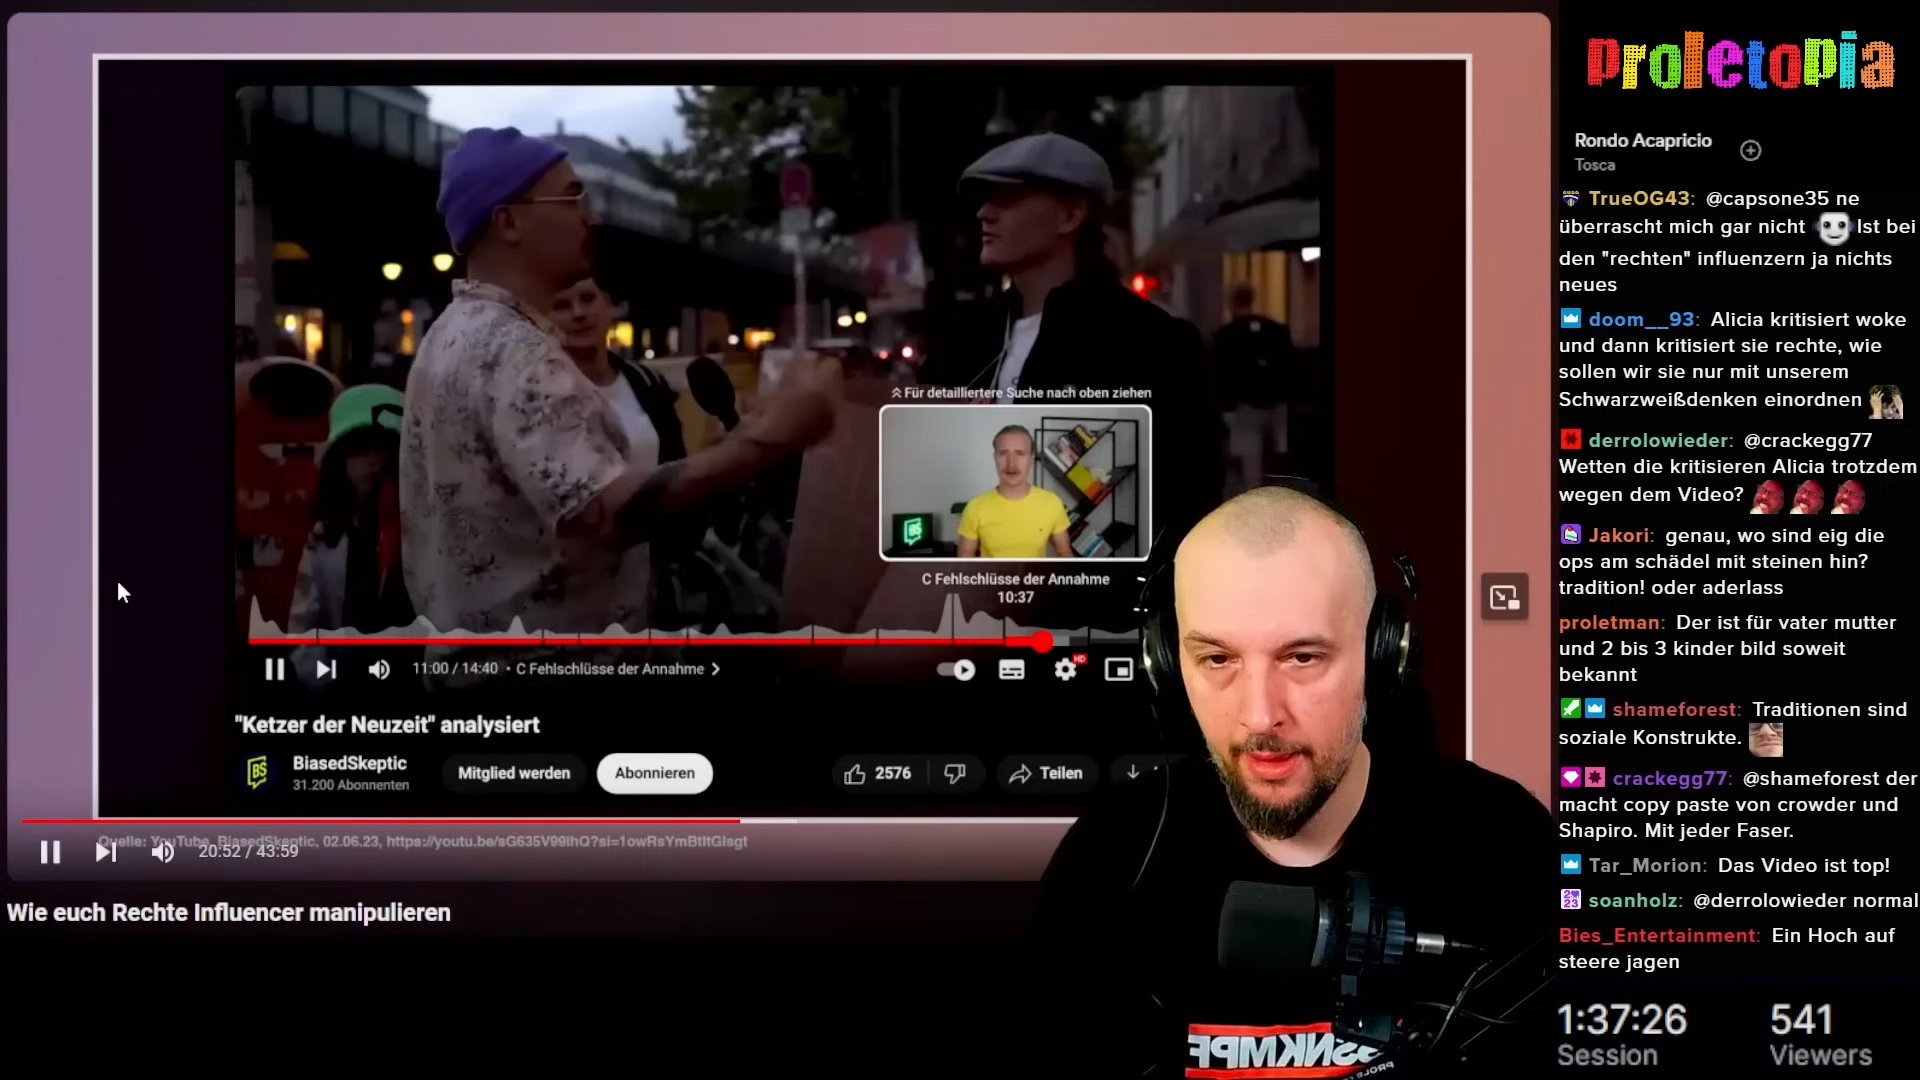 Proletopia
Rondo Acapricio
Tosca
TrueOG43: @capsone35 ne
überrascht mich gar nicht Ist bei
den "rechten" influenzern ja nichts
neues
doom__93: Alicia kritisiert woke
und dann kritisiert sie rechte, wie
sollen wir sie nur mit unserem
Schwarzweißdenken einordnen
derrolowieder: @crackegg77
Wetten die kritisieren Alicia trotzdem
wegen dem Video?
Jakori: genau, wo sind eig die
ops am schädel mit steinen hin?
tradition! oder aderlass
proletman: Der ist für vater mutter
und 2 bis 3 kinder bild soweit
bekannt
shameforest: Traditionen sind
soziale Konstrukte.
crackegg77: @shameforest der
macht copy paste von crowder und
Shapiro. Mit jeder Faser.
Tar_Morion: Das Video ist top!
soanholz: @derrolowieder normal
Bies_Entertainment: Ein Hoch auf
steere jagen
1:37:26
Session
541
Viewers
Für detailliertere Suche nach oben ziehen
BS
C Fehlschlüsse der Annahme
10:37
11:00 / 14:40 • C Fehlschlüsse der Annahme
HD
"Ketzer der Neuzeit" analysiert
BS
BiasedSkeptic
31.200 Abonnenten
Mitglied werden
Abonnieren
2576
Teilen
Quelle: YouTube, BiasedSkeptic, 02.06.23,
20:52 / 43:59
Wie euch Rechte Influencer manipulieren